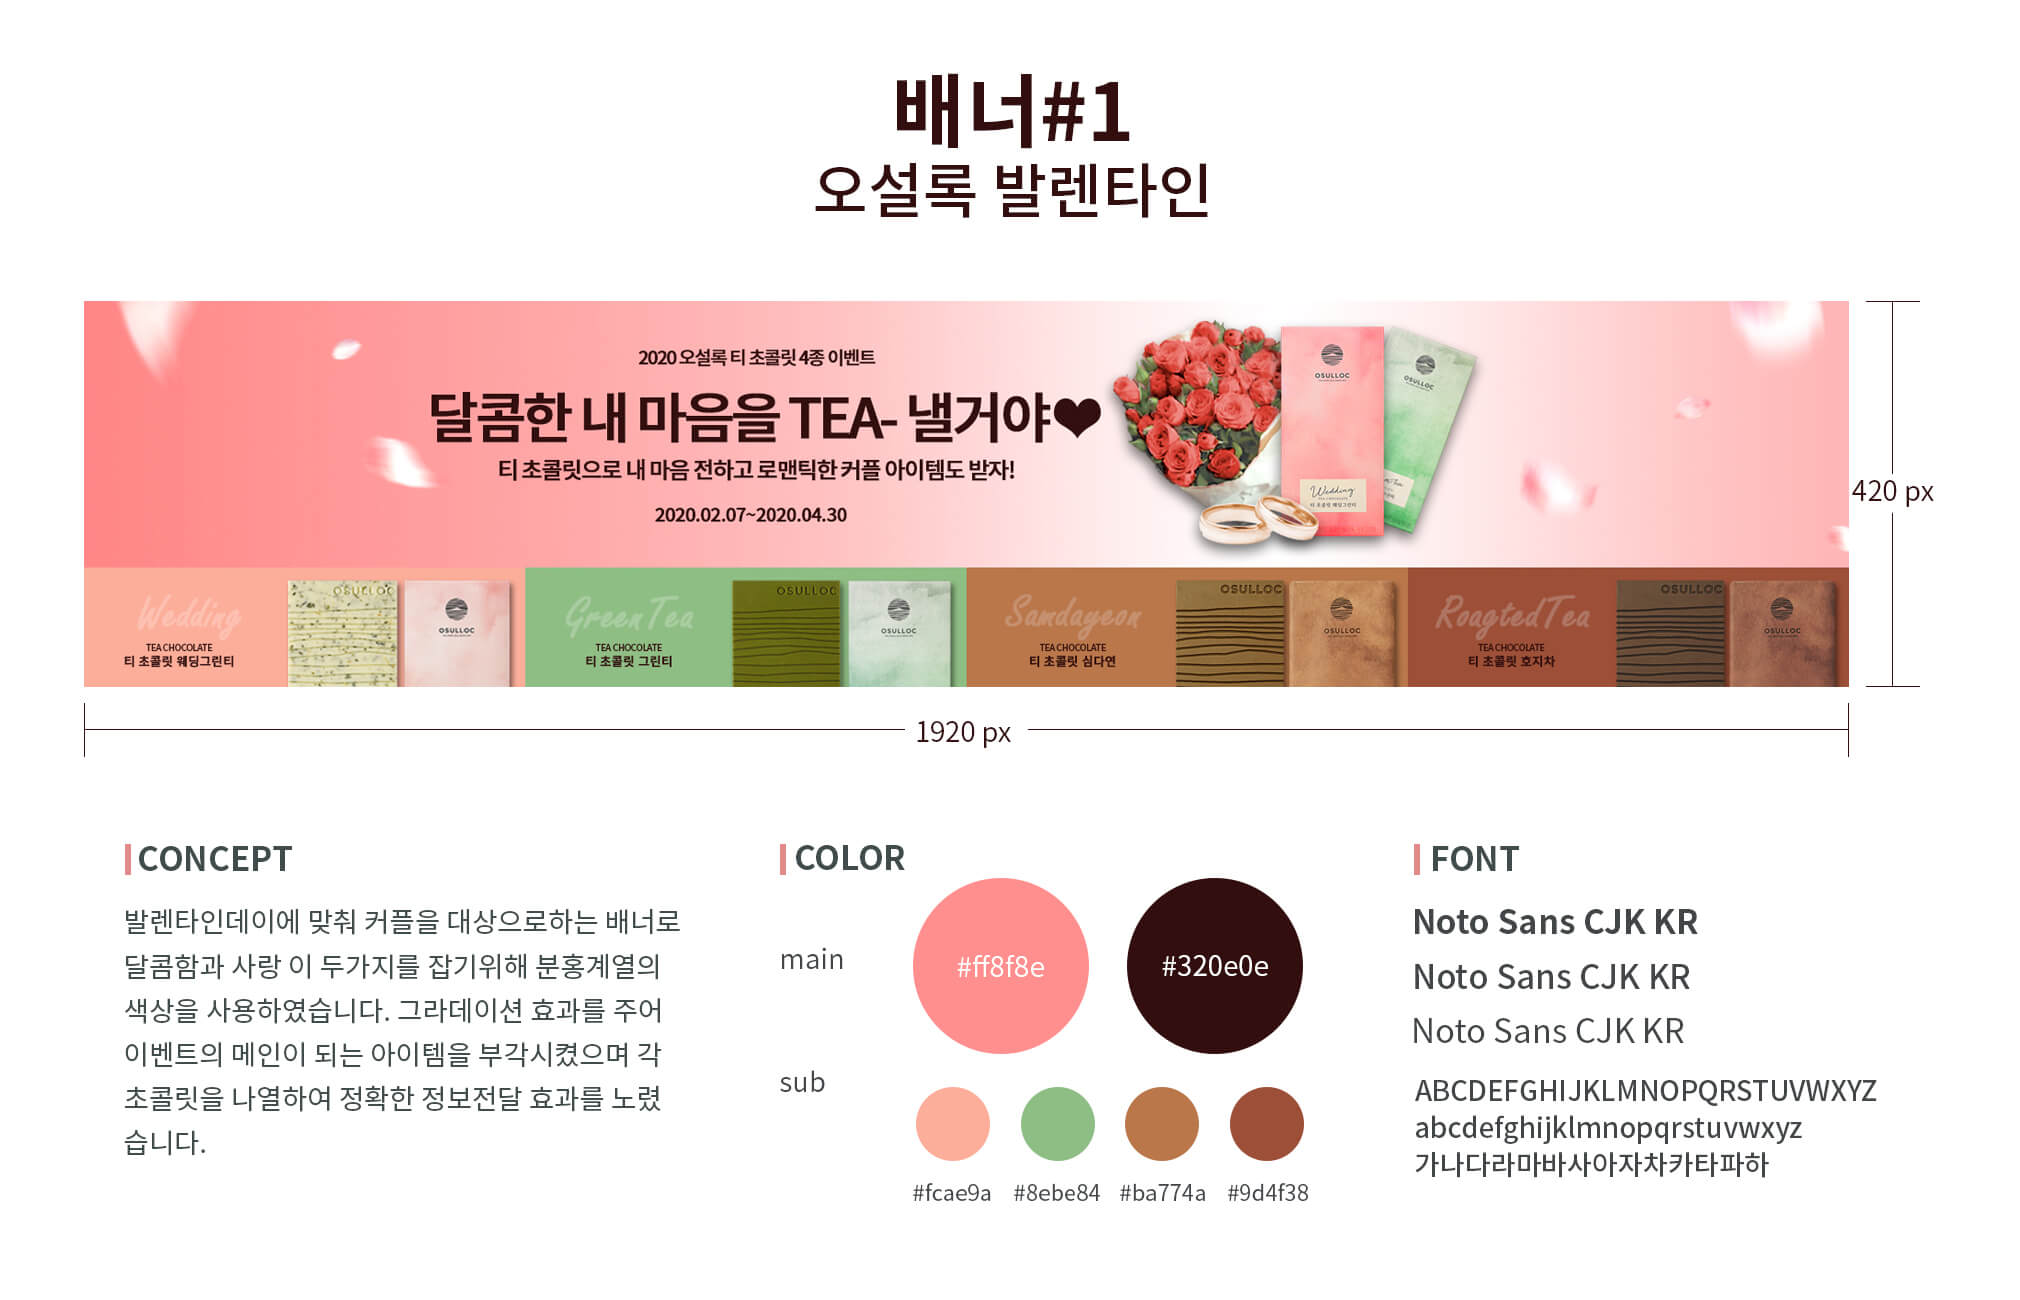 배너#1
오설록 발렌타인
2020 오설록 티 초콜릿 4종 이벤트
달콤한 내 마음을 TEA- 낼거야❤
티 초콜릿으로 내 마음 전하고 로맨틱한 커플 아이템도 받자!
2020.02.07~2020.04.30
OSULLOC
Wedding
TEA CHOCOLATE
티 초콜릿 웨딩그린티
OSULLOC
420 px
Wedding
TEA CHOCOLATE
티 초콜릿 웨딩그린티
OSULLOC
OSULLOC
GreenTea
TEA CHOCOLATE
티 초콜릿 그린티
OSULLOC
OSULLOC
Samdayeon
TEA CHOCOLATE
티 초콜릿 심다연
OSULLOC
OSULLOC
RoagtedTea
TEA CHOCOLATE
티 초콜릿 호지차
OSULLOC
OSULLOC
1920 px
CONCEPT
발렌타인데이에 맞춰 커플을 대상으로하는 배너로
달콤함과 사랑 이 두가지를 잡기위해 분홍계열의
색상을 사용하였습니다. 그라데이션 효과를 주어
이벤트의 메인이 되는 아이템을 부각시켰으며 각
초콜릿을 나열하여 정확한 정보전달 효과를 노렸
습니다.
COLOR
main
#ff8f8e
#320e0e
sub
#fcae9a
#8ebe84
#ba774a
#9d4f38
FONT
Noto Sans CJK KR
Noto Sans CJK KR
Noto Sans CJK KR
ABCDEFGHIJKLMNOPQRSTUVWXYZ
abcdefghijklmnopqrstuvwxyz
가나다라마바사아자차카타파하